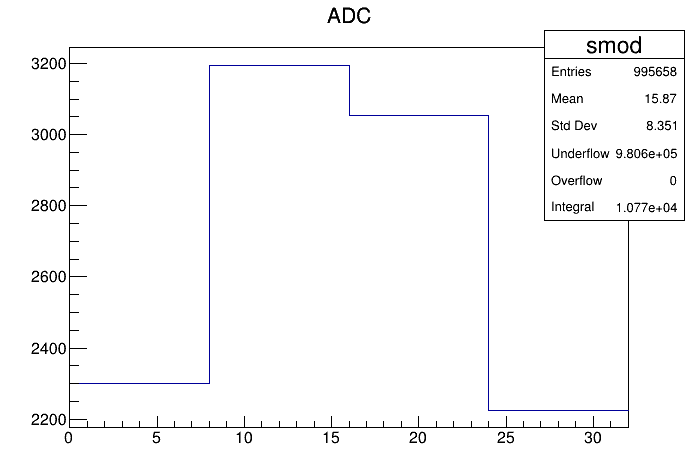 ADC
smod
Entries 995658
Mean 15.87
Std Dev 8.351
Underflow 9.806e+05
Overflow 0
Integral 1.077e+04
3200
3000
2800
2600
2400
2200
0 5 10 15 20 25 30